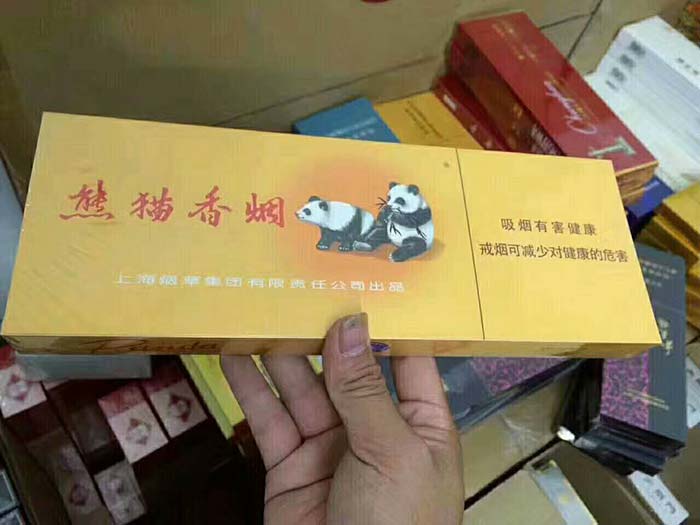 熊猫香烟
上海烟草集团有限责任公司出品
吸烟有害健康
戒烟可减少对健康的危害
Panda